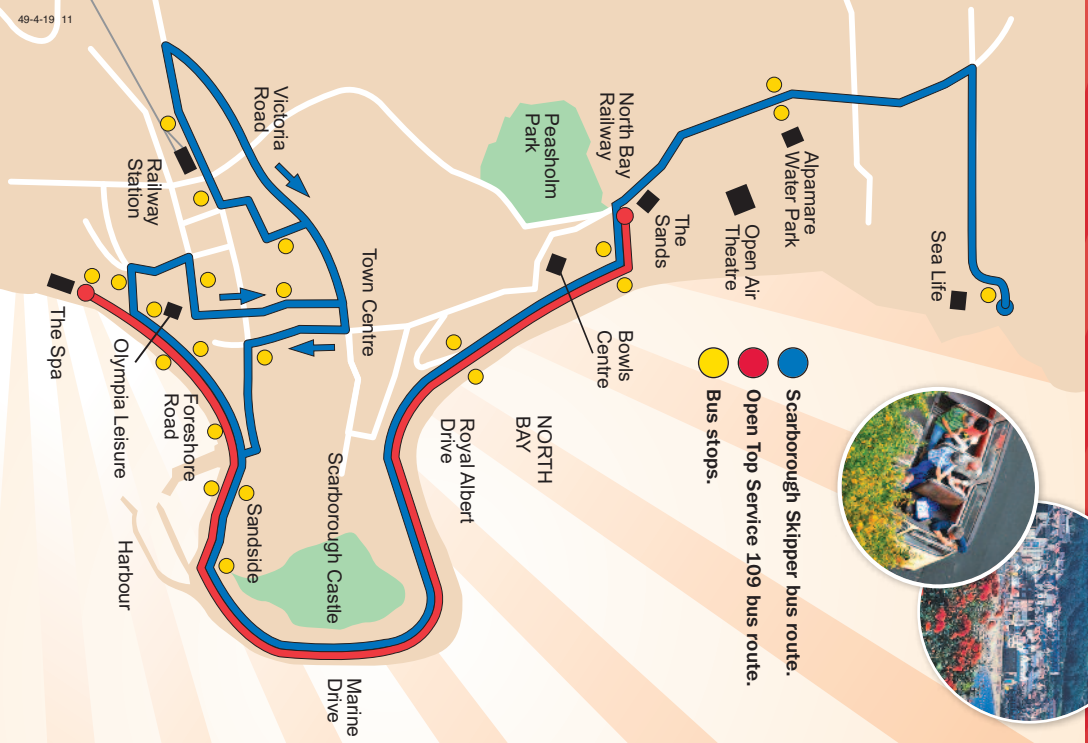 49-4-19 11
Victoria
Road
Railway
Station
Town Centre
Peasholm
Park
North Bay
Railway
The
Sands
Open Air
Theatre
Alpamare
Water Park
Sea Life
Bowls
Centre
The Spa
Olympia Leisure
Foreshore
Road
Harbour
Sandside
Scarborough Castle
Royal Albert
Drive
NORTH
BAY
Marine
Drive
Scarborough Skipper bus route.
Open Top Service 109 bus route.
Bus stops.